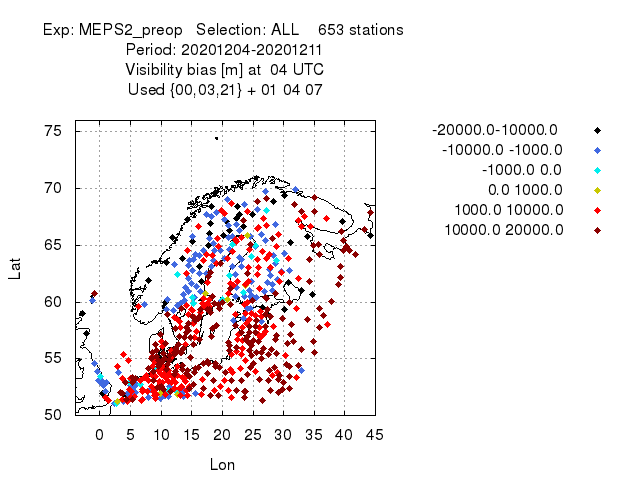 Exp: MEPS2_preop   Selection: ALL    653 stations
Period: 20201204-20201211
Visibility bias [m] at  04 UTC
Used {00,03,21} + 01 04 07
-20000.0-10000.0
-10000.0 -1000.0
-1000.0 0.0
0.0 1000.0
1000.0 10000.0
10000.0 20000.0
75
70
65
60
55
50
Lat
0 5 10 15 20 25 30 35 40 45
Lon